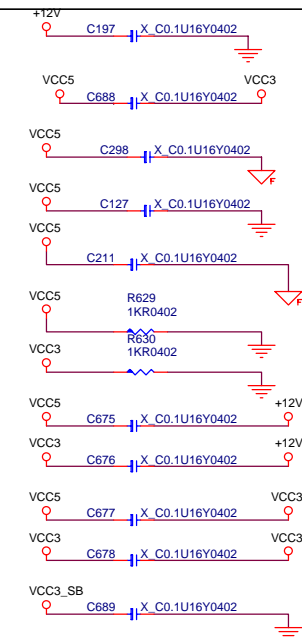 +12V
C197 X_C0.1U16Y0402
VCC5 VCC3
C688 X_C0.1U16Y0402
VCC5
C298 X_C0.1U16Y0402
VCC5
C127 X_C0.1U16Y0402
VCC5
C211 X_C0.1U16Y0402
VCC5
R629
1KR0402
VCC3
R630
1KR0402
VCC5 +12V
C675 X_C0.1U16Y0402
VCC3 +12V
C676 X_C0.1U16Y0402
VCC5 VCC3
C677 X_C0.1U16Y0402
VCC3 VCC3
C678 X_C0.1U16Y0402
VCC3_SB
C689 X_C0.1U16Y0402